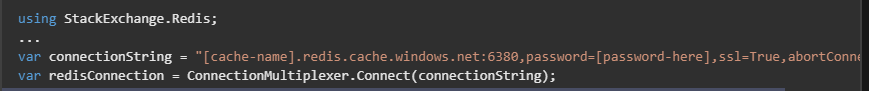 using StackExchange.Redis;
...
var connectionString = "[cache-name].redis.cache.windows.net:6380,password=[password-here],ssl=True,abortConne
var redisConnection = ConnectionMultiplexer.Connect(connectionString);